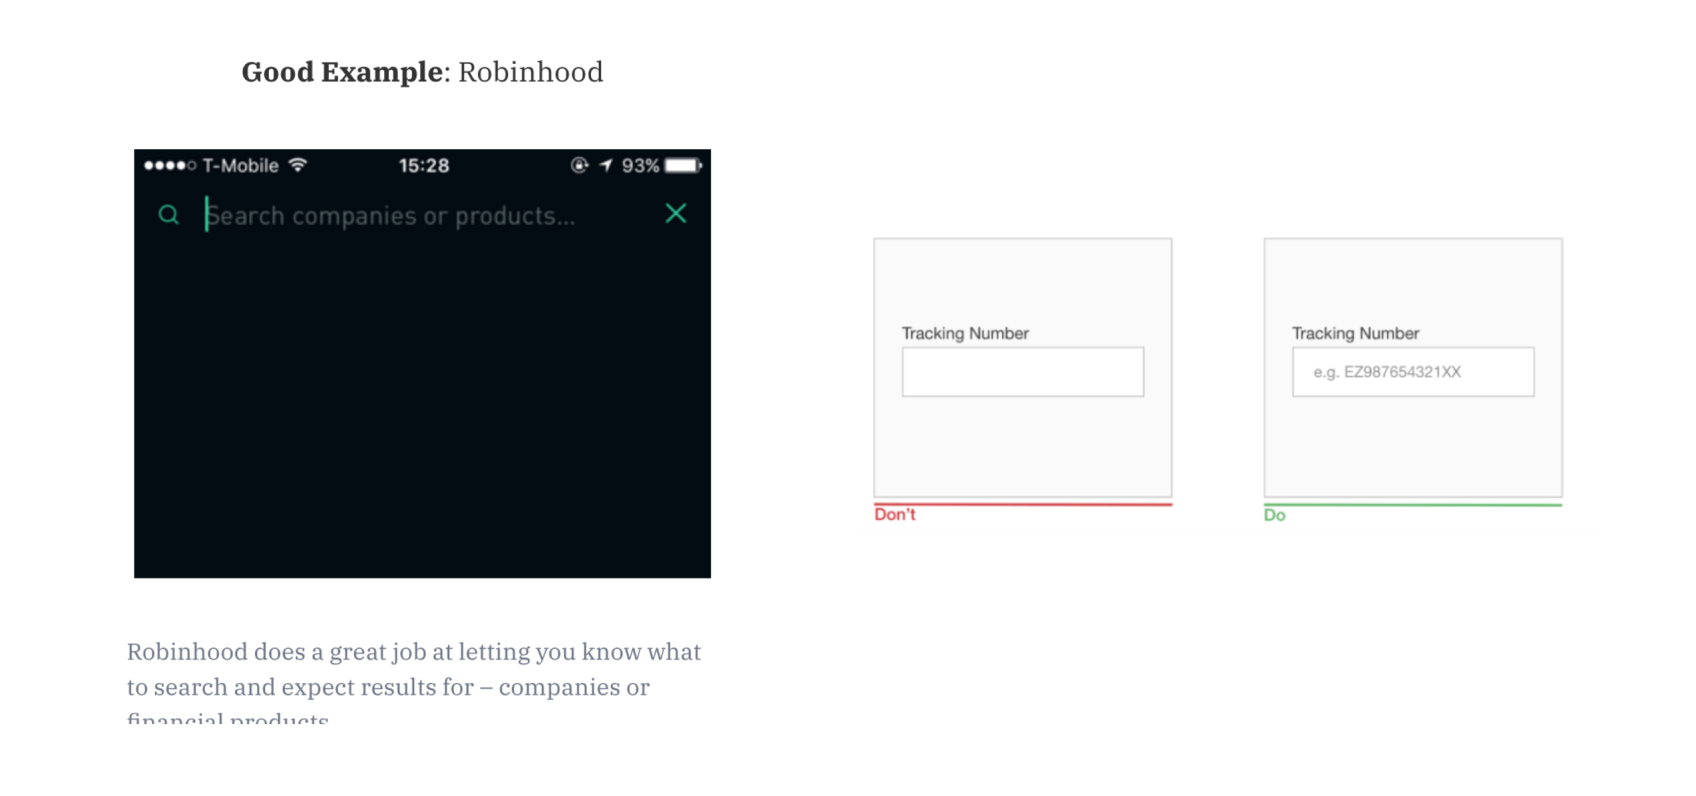 Good Example: Robinhood
T-Mobile 15:28 93%
Search companies or products...
Robinhood does a great job at letting you know what
to search and expect results for – companies or
financial products
Tracking Number
Don't
Tracking Number
e.g. EZ987654321XX
Do